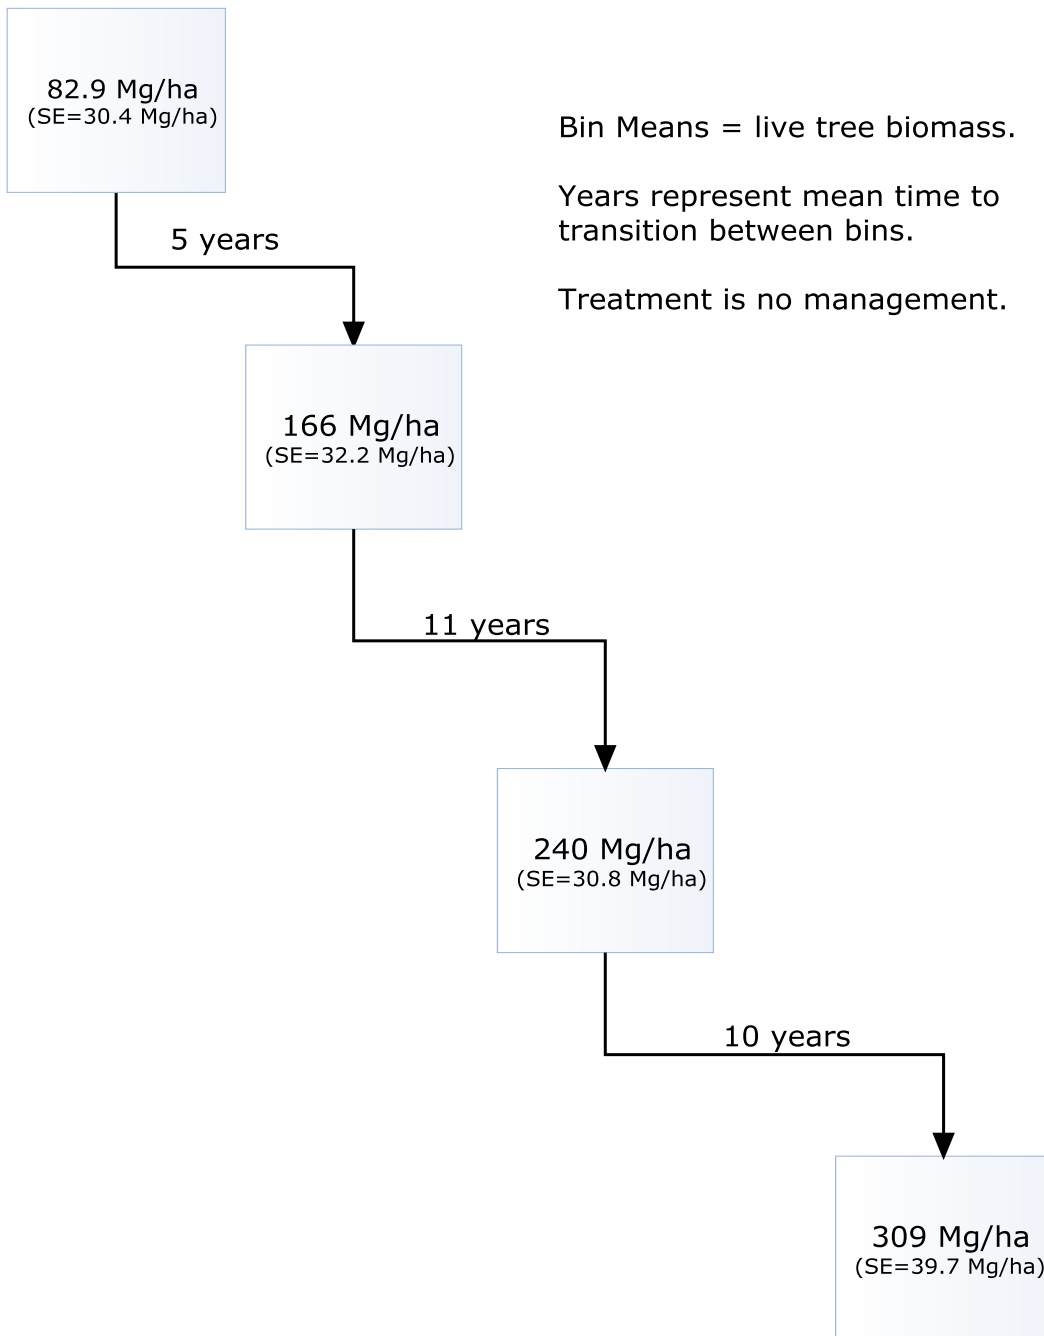 82.9 Mg/ha
(SE=30.4 Mg/ha)
Bin Means = live tree biomass.
Years represent mean time to
transition between bins.
Treatment is no management.
5 years
166 Mg/ha
(SE=32.2 Mg/ha)
11 years
240 Mg/ha
(SE=30.8 Mg/ha)
10 years
309 Mg/ha
(SE=39.7 Mg/ha)